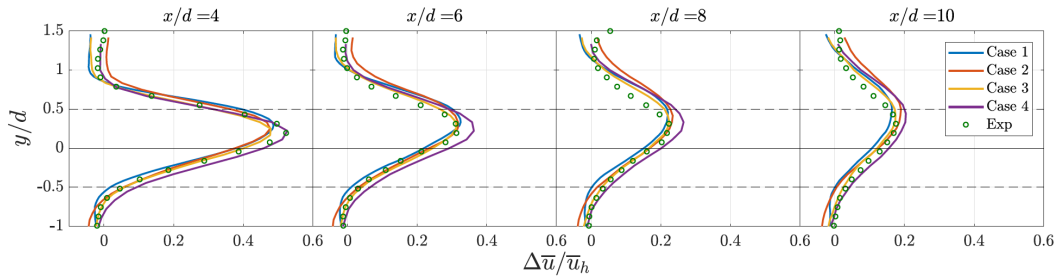 x/d =4 x/d =6 x/d =8 x/d =10
1.5
1
0.5
0
-0.5
-1
y/d
Case 1
Case 2
Case 3
Case 4
Exp
0 0.2 0.4 0.6 0 0.2 0.4 0.6 0 0.2 0.4 0.6 0 0.2 0.4 0.6
Δu̅/u̅ₕ